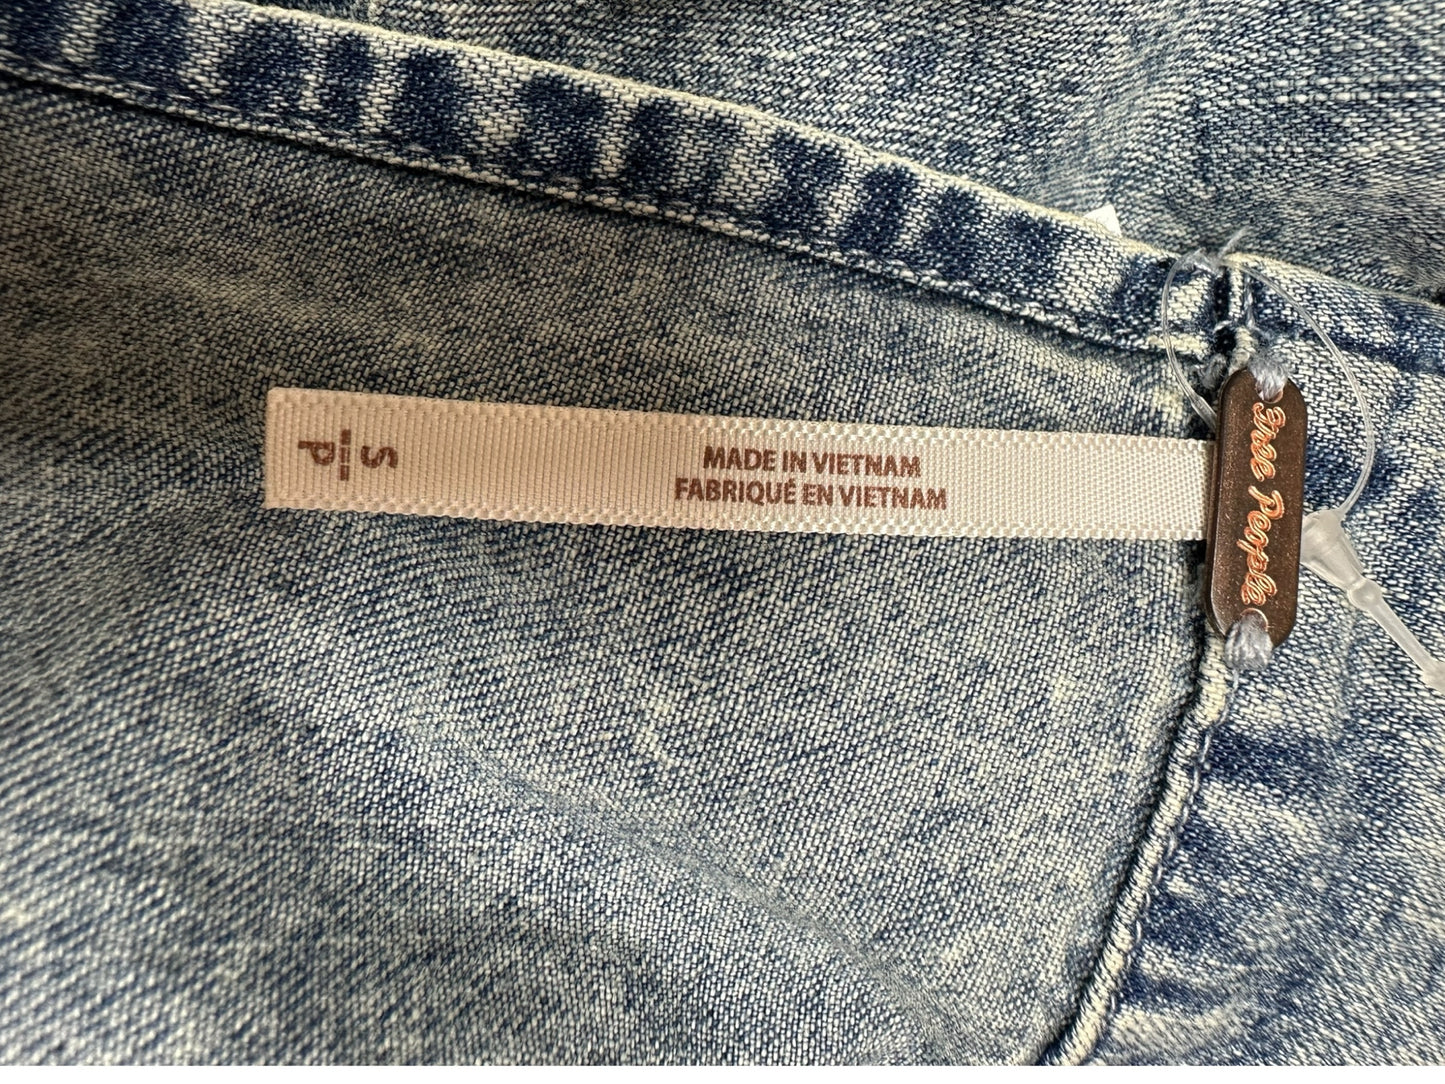 S
P
MADE IN VIETNAM
FABRIQUÉ EN VIETNAM
Free People